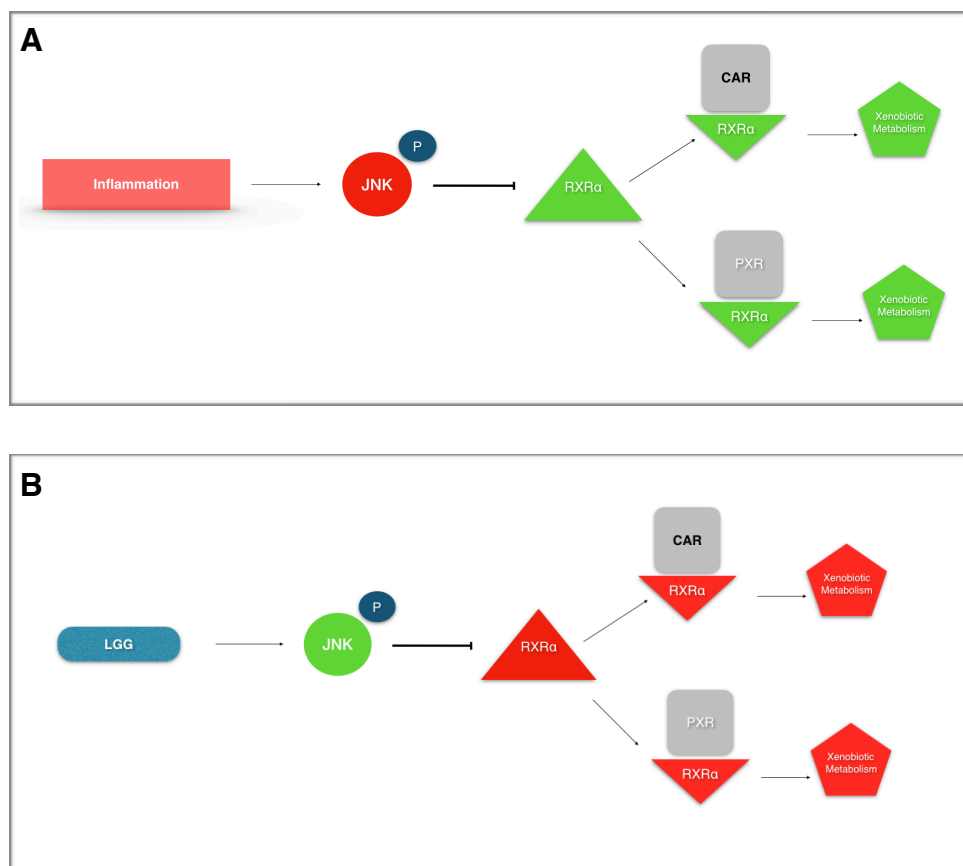 A
CAR
RXRα
Xenobiotic
Metabolism
P
Inflammation
JNK
RXRα
PXR
RXRα
Xenobiotic
Metabolism
B
CAR
RXRα
Xenobiotic
Metabolism
P
LGG
JNK
RXRα
PXR
RXRα
Xenobiotic
Metabolism